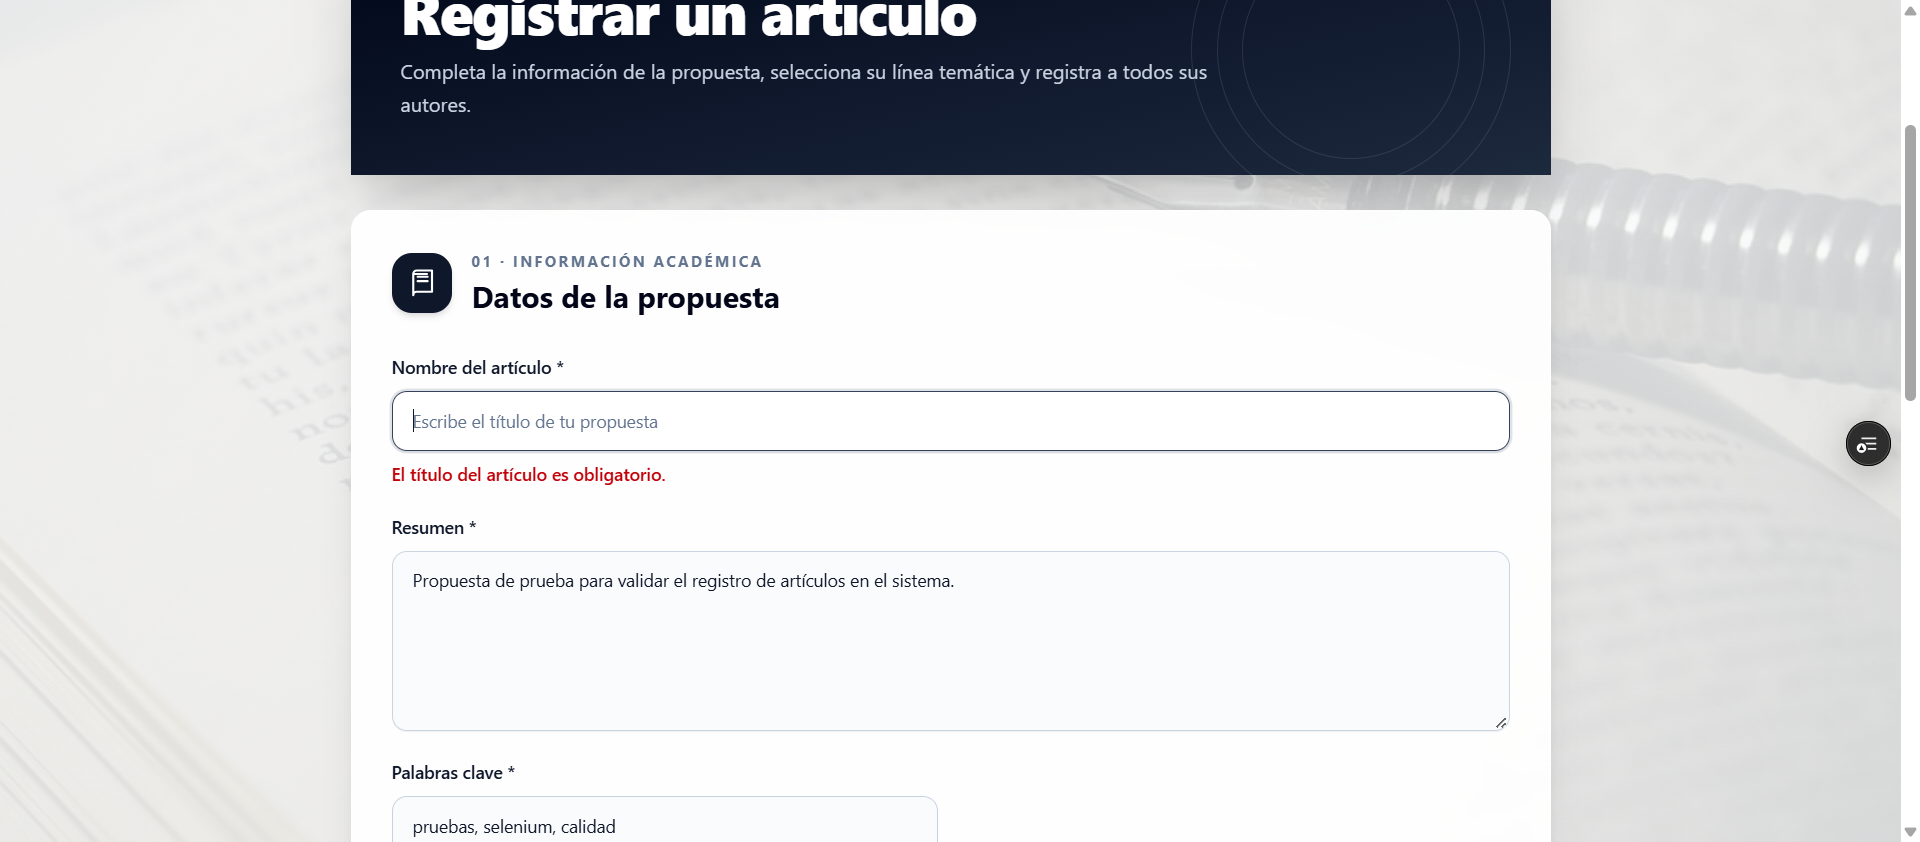 Registrar un artículo
Completa la información de la propuesta, selecciona su línea temática y registra a todos sus
autores.
01 · INFORMACIÓN ACADÉMICA
Datos de la propuesta
Nombre del artículo *
Escribe el título de tu propuesta
El título del artículo es obligatorio.
Resumen *
Propuesta de prueba para validar el registro de artículos en el sistema.
Palabras clave *
pruebas, selenium, calidad